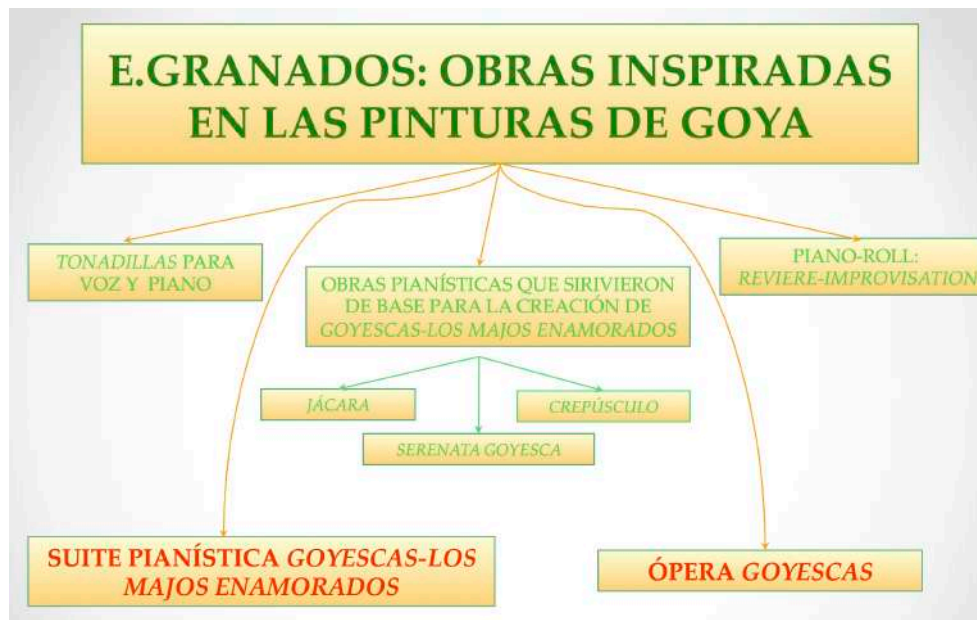 E.GRANADOS: OBRAS INSPIRADAS
EN LAS PINTURAS DE GOYA
TONADILLAS PARA
VOZ Y PIANO
OBRAS PIANÍSTICAS QUE SIRIVIERON
DE BASE PARA LA CREACIÓN DE
GOYESCAS-LOS MAJOS ENAMORADOS
PIANO-ROLL:
REVIERE-IMPROVISATION
JÁCARA
CREPÚSCULO
SERENATA GOYESCA
SUITE PIANÍSTICA GOYESCAS-LOS
MAJOS ENAMORADOS
ÓPERA GOYESCAS